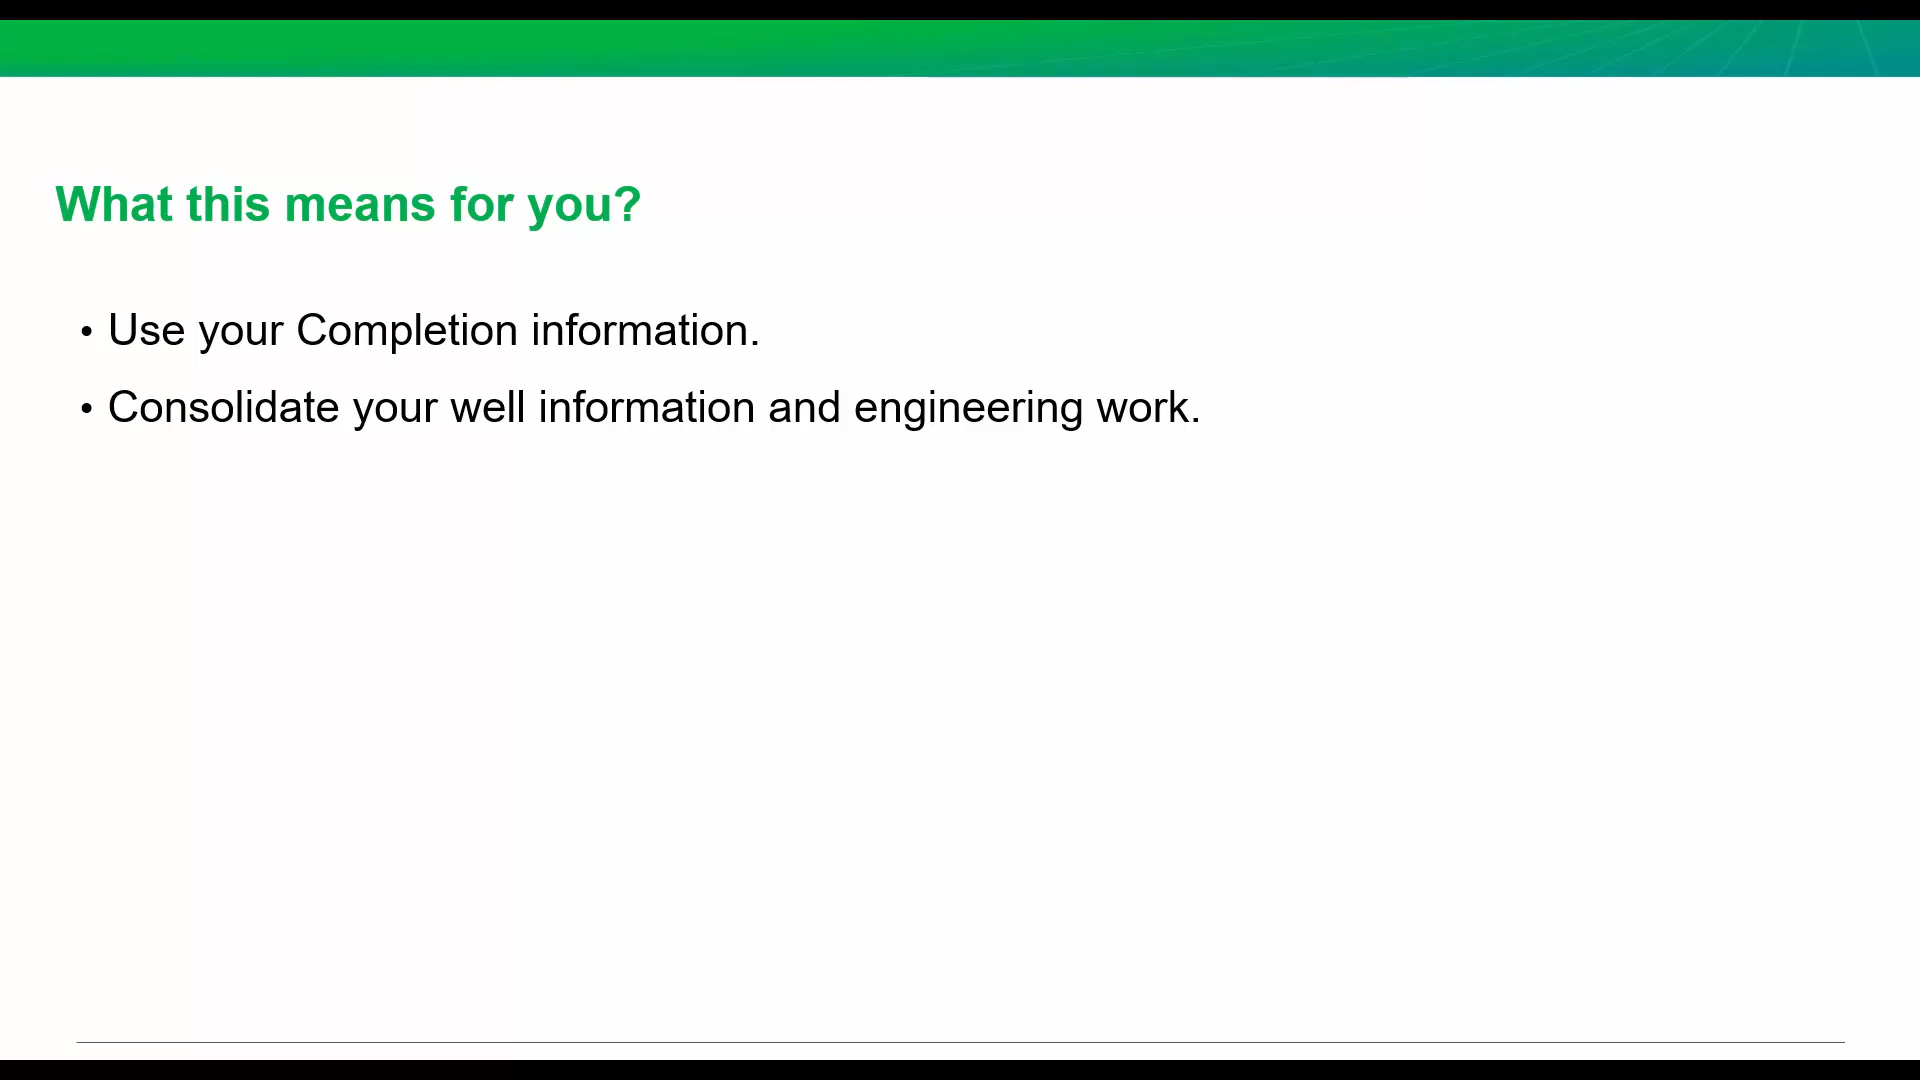 What this means for you?
• Use your Completion information.
• Consolidate your well information and engineering work.